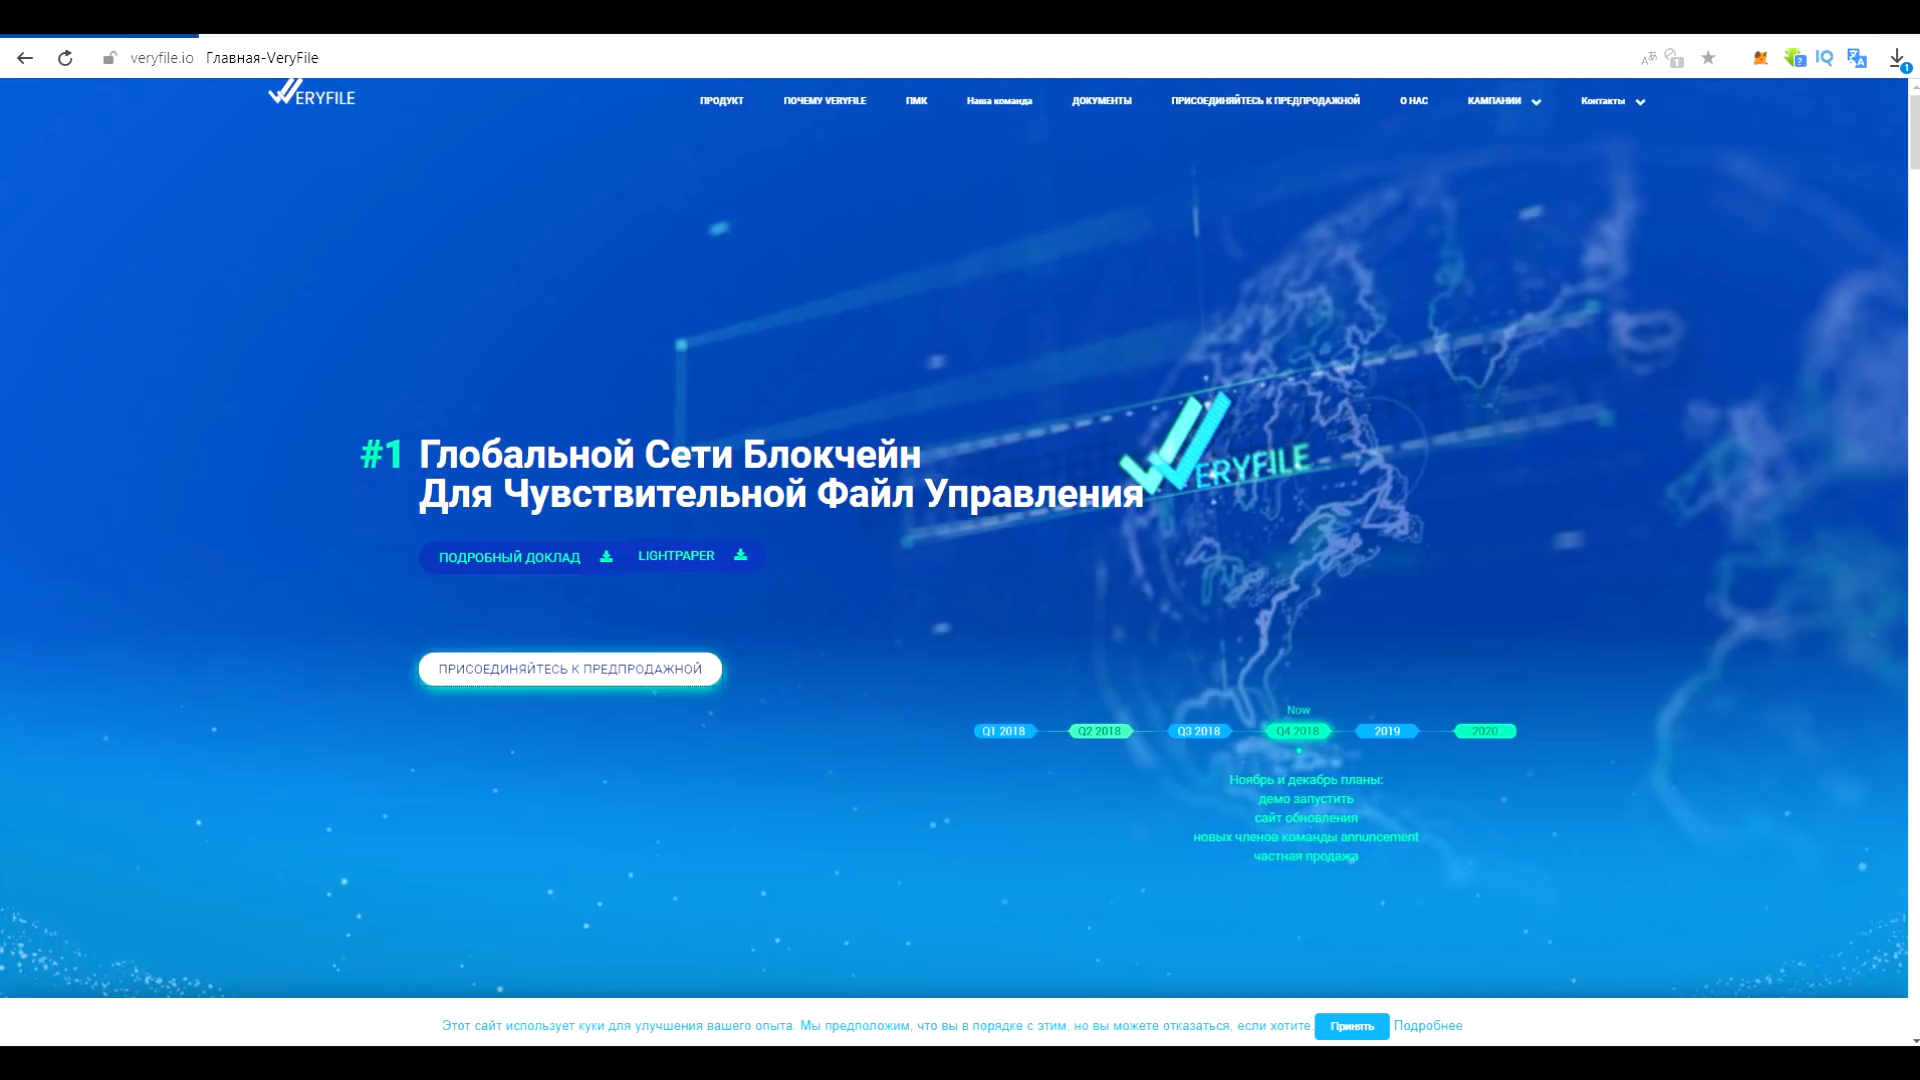 veryfile.io Главная-VeryFile
VERYFILE
ПРОДУКТ ПОЧЕМУ VERYFILE ПМК Наша команда ДОКУМЕНТЫ ПРИСОЕДИНЯЙТЕСЬ К ПРЕДПРОДАЖНОЙ О НАС КАМПАНИИ Контакты
#1 Глобальной Сети Блокчейн
Для Чувствительной Файл Управления
VERYFILE
ПОДРОБНЫЙ ДОКЛАД LIGHTPAPER
ПРИСОЕДИНЯЙТЕСЬ К ПРЕДПРОДАЖНОЙ
Now
Q1 2018 Q2 2018 Q3 2018 Q4 2018 2019 2020
Ноябрь и декабрь планы:
демо запустить
сайт обновления
новых членов команды annuncement
частная продажа
Этот сайт использует куки для улучшения вашего опыта. Мы предположим, что вы в порядке с этим, но вы можете отказаться, если хотите. Принять Подробнее